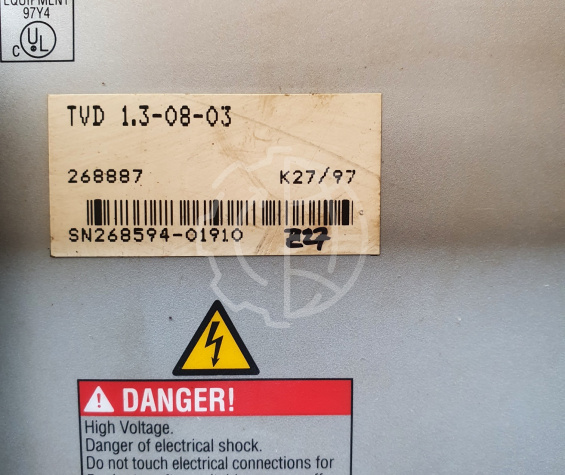 EQUIPMENT
97Y4
C UL
TVD 1.3-08-03
268887 K27/97
SN268594-01910
DANGER!
High Voltage.
Danger of electrical shock.
Do not touch electrical connections for